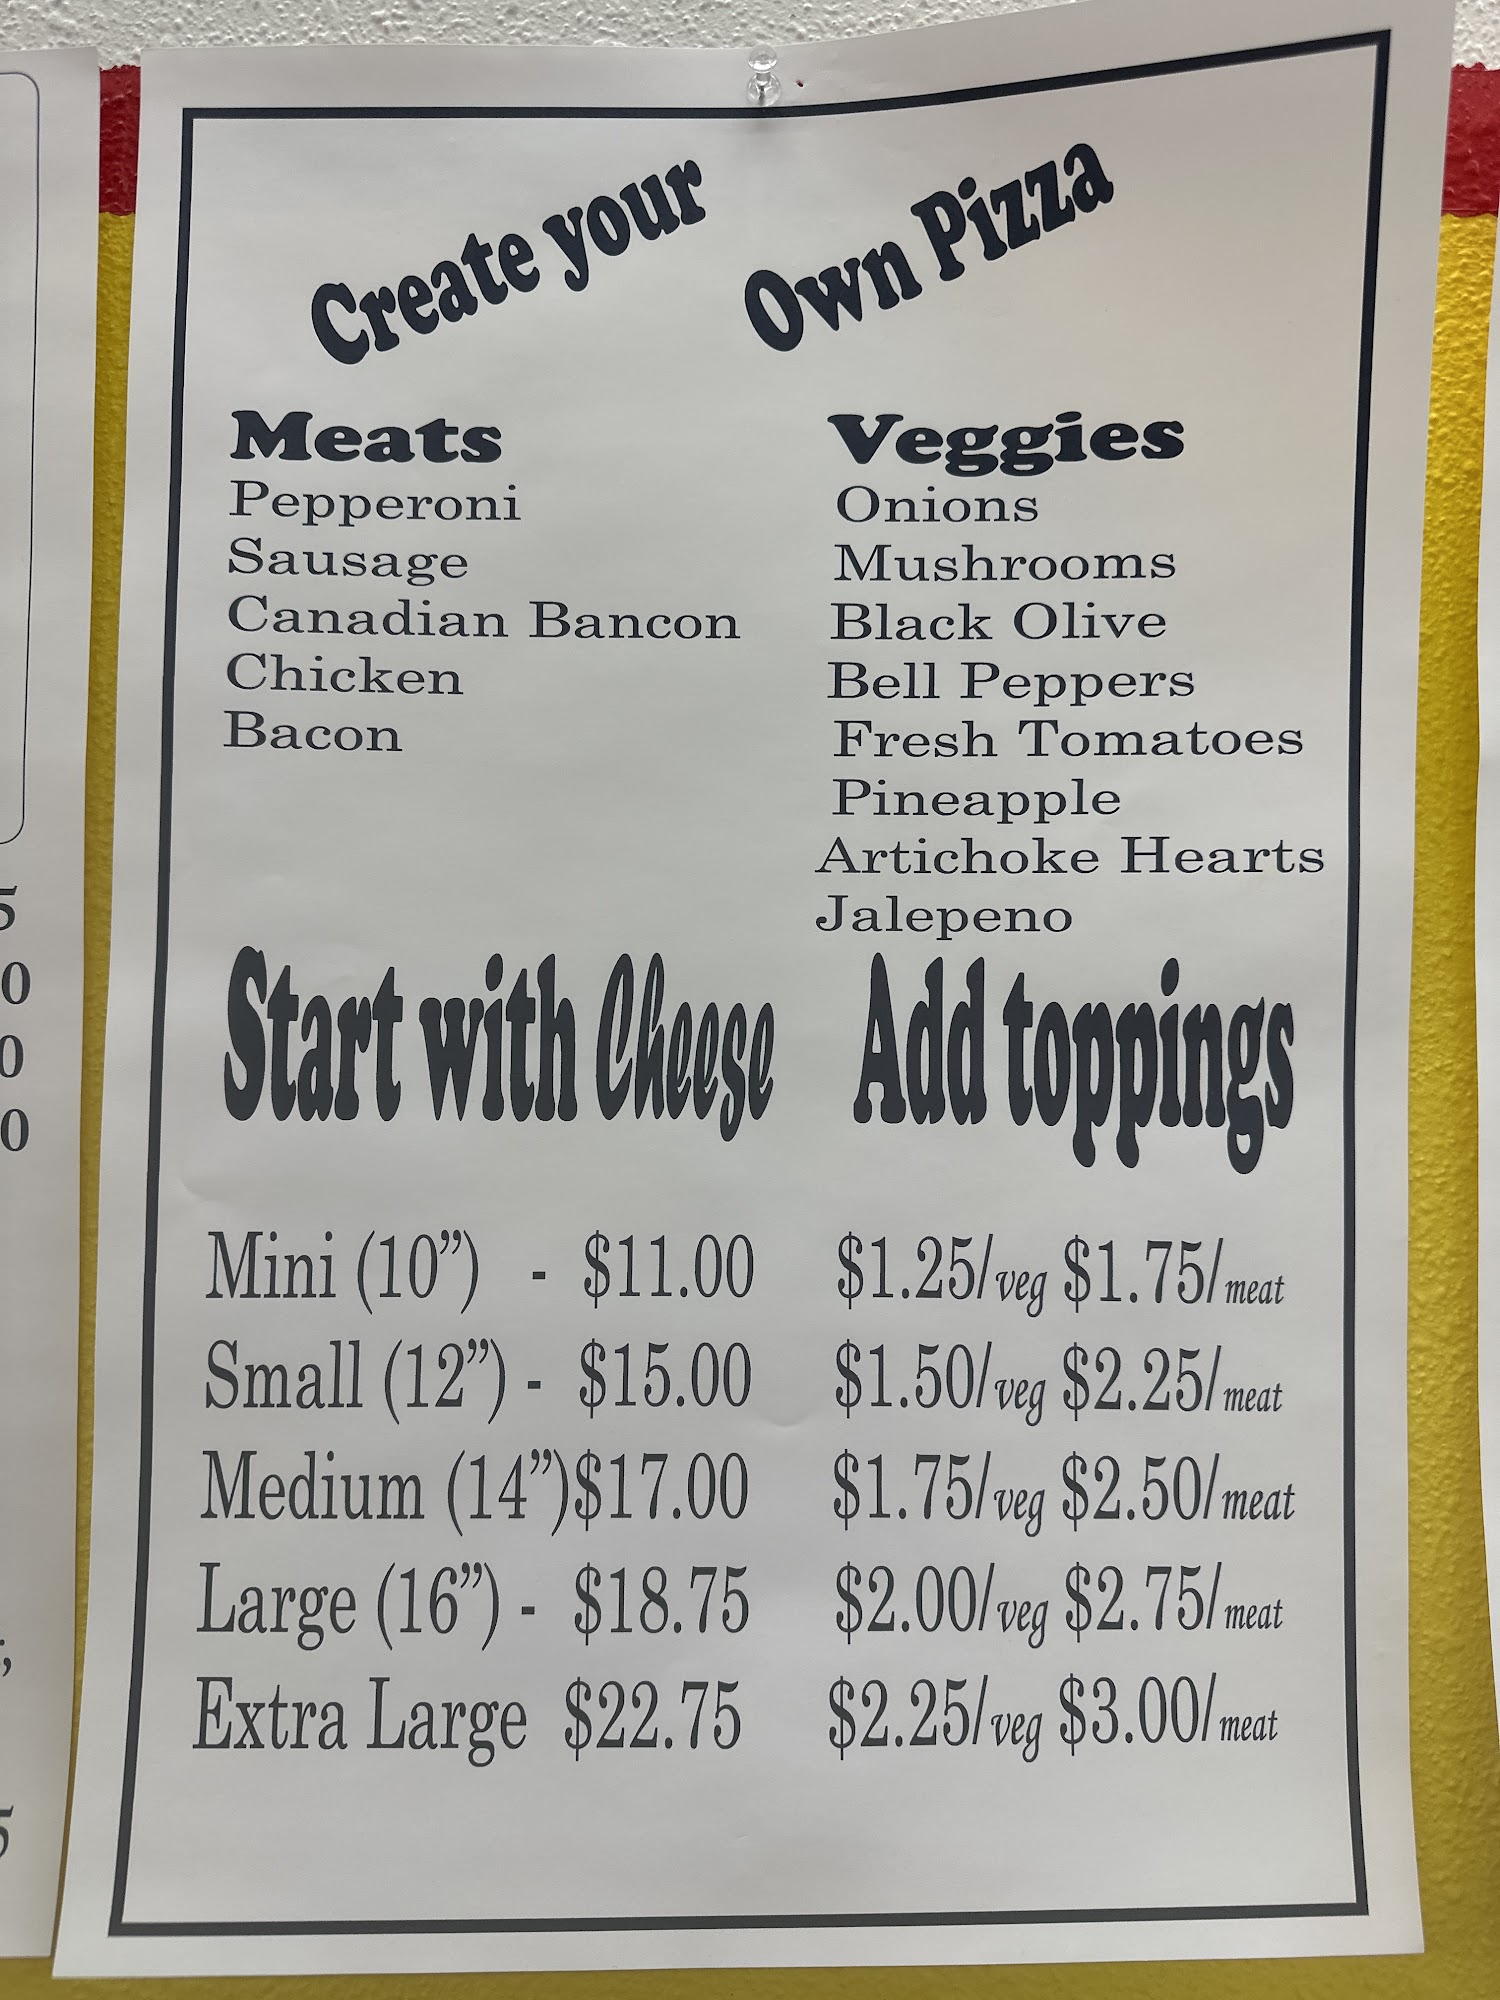 Create your Own Pizza
Meats
Pepperoni
Sausage
Canadian Bancon
Chicken
Bacon
Veggies
Onions
Mushrooms
Black Olive
Bell Peppers
Fresh Tomatoes
Pineapple
Artichoke Hearts
Jalepeno
Start with Cheese Add toppings
Mini (10”) - $11.00 $1.25/veg $1.75/meat
Small (12”) - $15.00 $1.50/veg $2.25/meat
Medium (14”)$17.00 $1.75/veg $2.50/meat
Large (16”) - $18.75 $2.00/veg $2.75/meat
Extra Large $22.75 $2.25/veg $3.00/meat